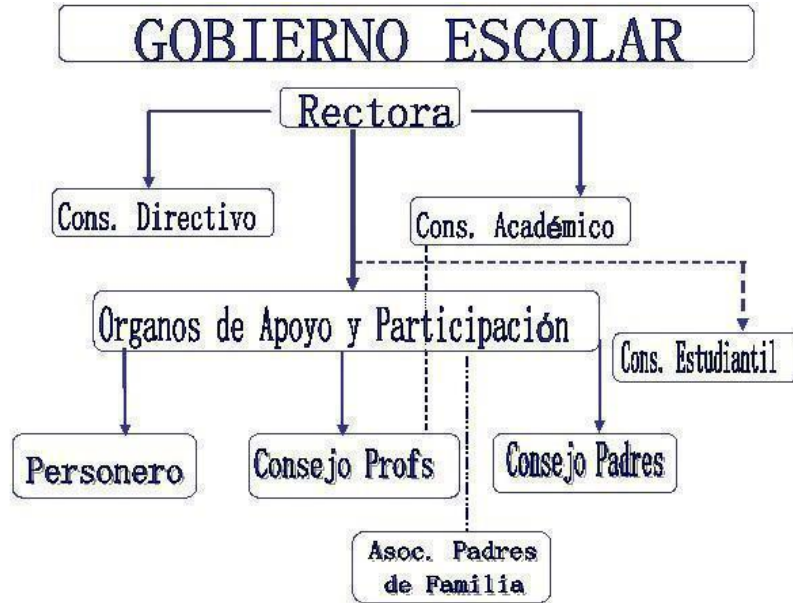 GOBIERNO ESCOLAR
Rectora
Cons. Directivo
Cons. Académico
Organos de Apoyo y Participación
Cons. Estudiantil
Personero
Consejo Profs
Consejo Padres
Asoc. Padres
de Familia